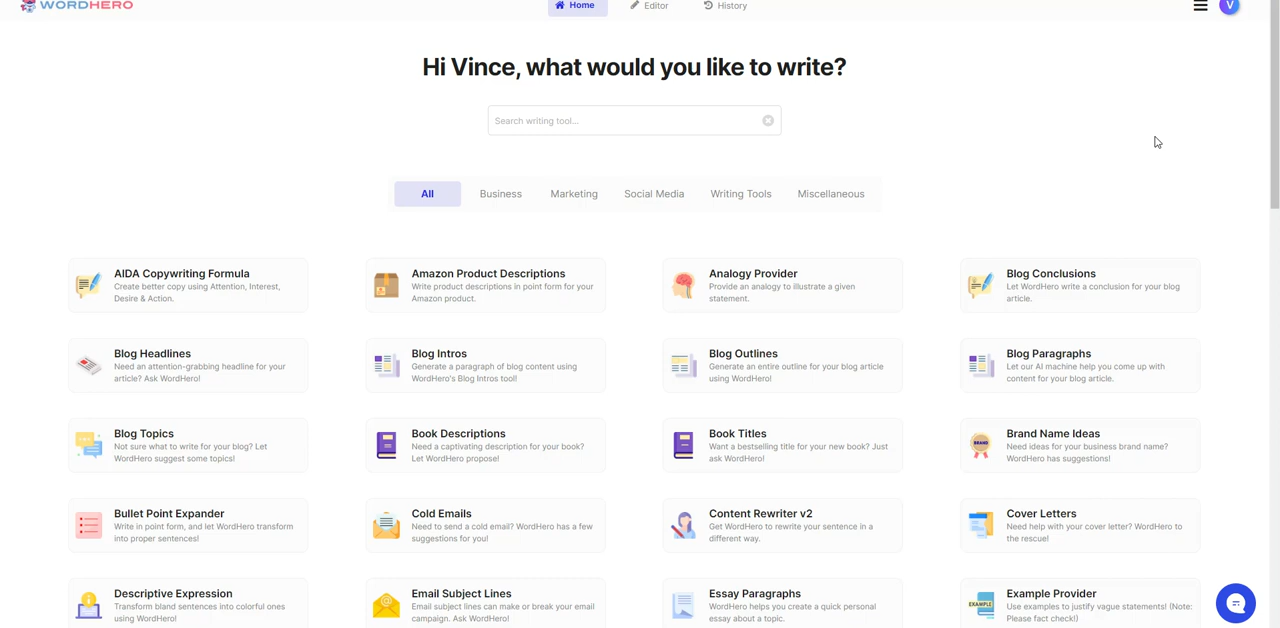 WORDHERO
Home
Editor
History
V
Hi Vince, what would you like to write?
Search writing tool...
All
Business
Marketing
Social Media
Writing Tools
Miscellaneous
AIDA Copywriting Formula
Create better copy using Attention, Interest,
Desire & Action.
Amazon Product Descriptions
Write product descriptions in point form for your
Amazon product.
Analogy Provider
Provide an analogy to illustrate a given
statement.
Blog Conclusions
Let WordHero write a conclusion for your blog
article.
Blog Headlines
Need an attention-grabbing headline for your
article? Ask WordHero!
Blog Intros
Generate a paragraph of blog content using
WordHero's Blog Intros tool!
Blog Outlines
Generate an entire outline for your blog article
using WordHero!
Blog Paragraphs
Let our AI machine help you come up with
content for your blog article.
Blog Topics
Not sure what to write for your blog? Let
WordHero suggest some topics!
Book Descriptions
Need a captivating description for your book?
Let WordHero propose!
Book Titles
Want a bestselling title for your new book? Just
ask WordHero!
BRAND
Brand Name Ideas
Need ideas for your business brand name?
WordHero has suggestions!
Bullet Point Expander
Write in point form, and let WordHero transform
into proper sentences!
Cold Emails
Need to send a cold email? WordHero has a few
suggestions for you!
Content Rewriter v2
Get WordHero to rewrite your sentence in a
different way.
Cover Letters
Need help with your cover letter? WordHero to
the rescue!
Descriptive Expression
Transform bland sentences into colorful ones
using WordHero!
Email Subject Lines
Email subject lines can make or break your email
campaign. Ask WordHero!
Essay Paragraphs
WordHero helps you create a quick personal
essay about a topic.
EXAMPLE
Example Provider
Use examples to justify vague statements! (Note:
Please fact check!)